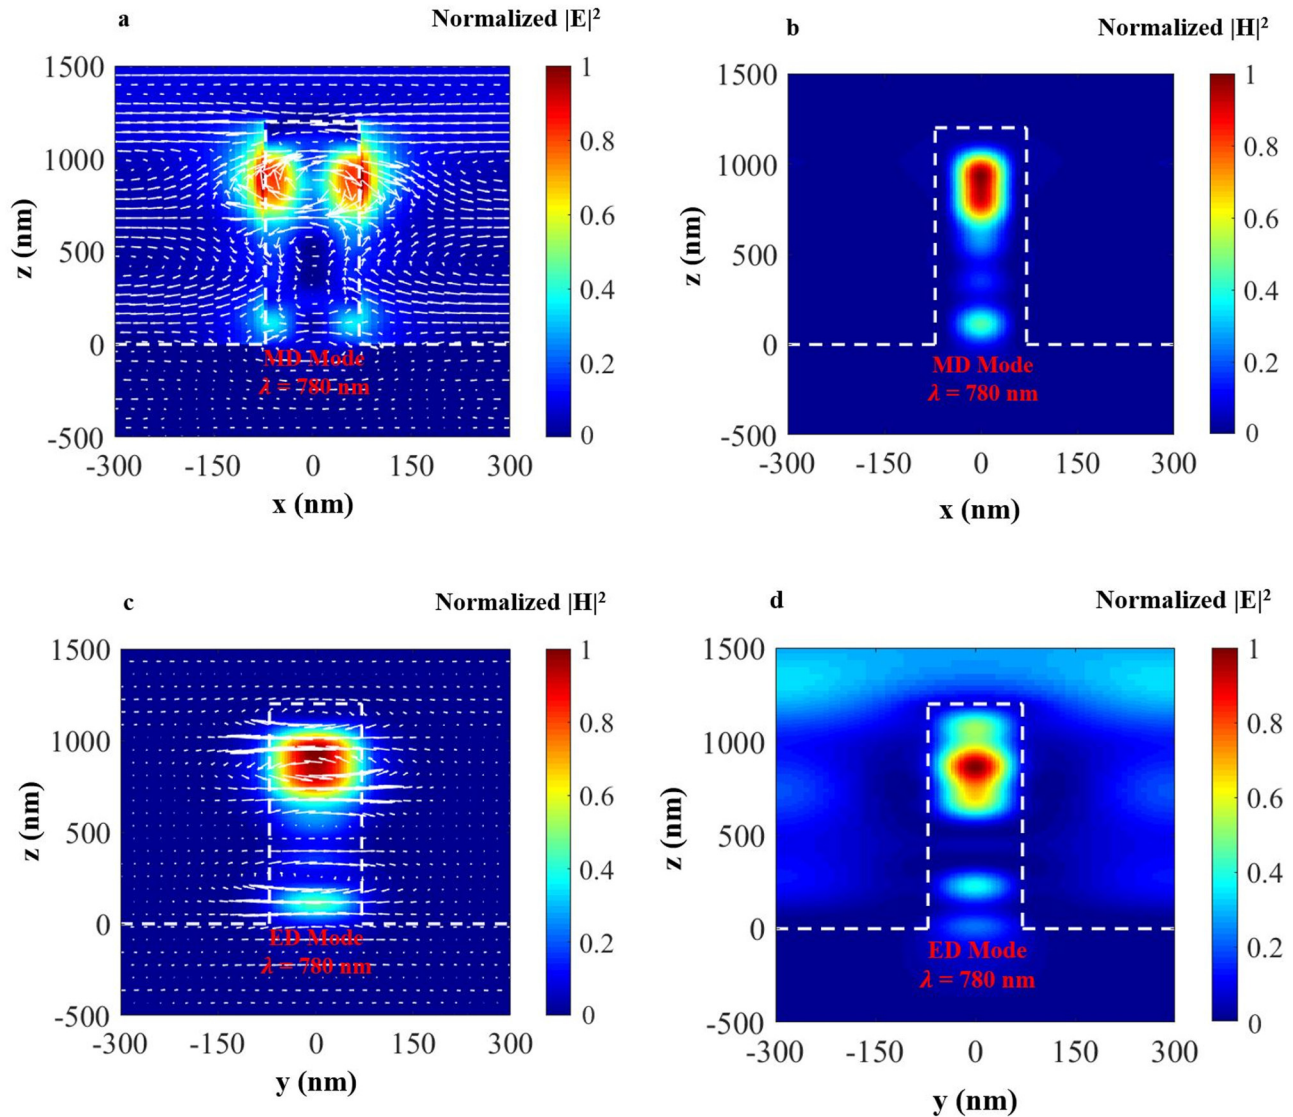 a
Normalized |E|²
1500
1000
500
0
-500
-300 -150 0 150 300
x (nm)
z (nm)
1
0.8
0.6
0.4
0.2
0
MD Mode
λ = 780 nm
b
Normalized |H|²
1500
1000
500
0
-500
-300 -150 0 150 300
x (nm)
z (nm)
1
0.8
0.6
0.4
0.2
0
MD Mode
λ = 780 nm
c
Normalized |H|²
1500
1000
500
0
-500
-300 -150 0 150 300
y (nm)
z (nm)
1
0.8
0.6
0.4
0.2
0
ED Mode
λ = 780 nm
d
Normalized |E|²
1500
1000
500
0
-500
-300 -150 0 150 300
y (nm)
z (nm)
1
0.8
0.6
0.4
0.2
0
ED Mode
λ = 780 nm